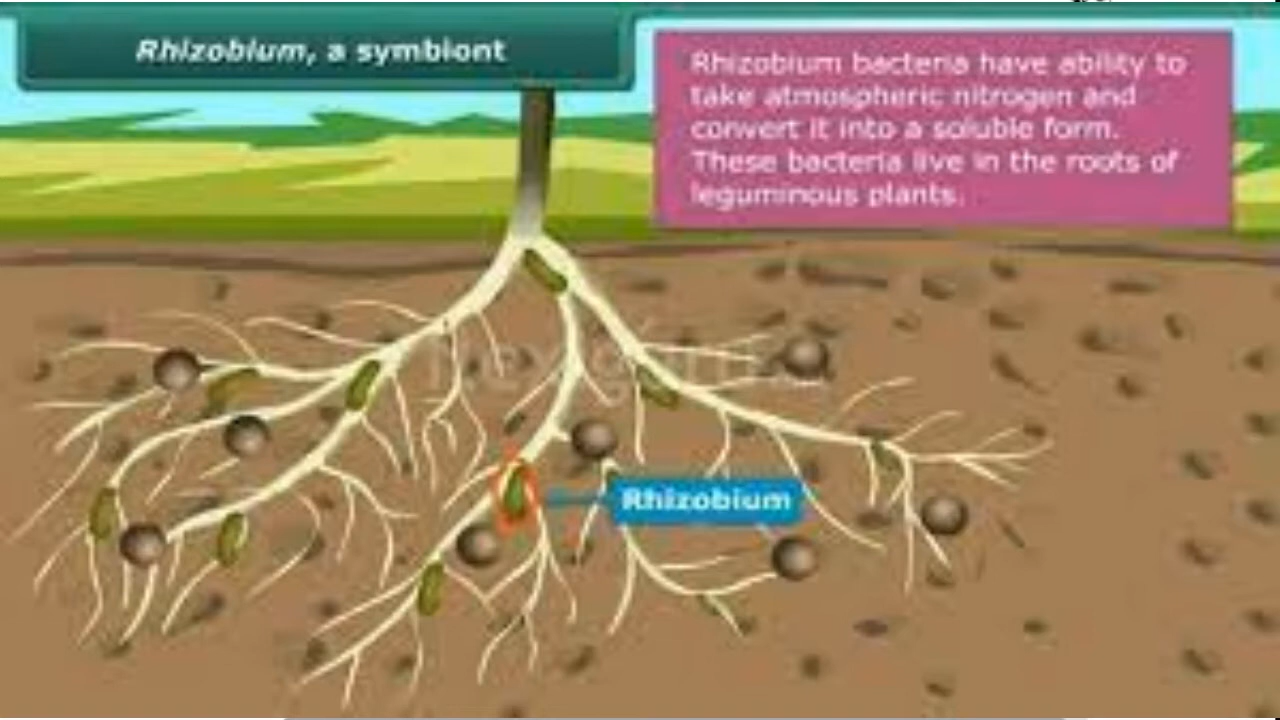 Rhizobium, a symbiont
Rhizobium bacteria have ability to
take atmospheric nitrogen and
convert it into a soluble form.
These bacteria live in the roots of
leguminous plants.
Rhizobium